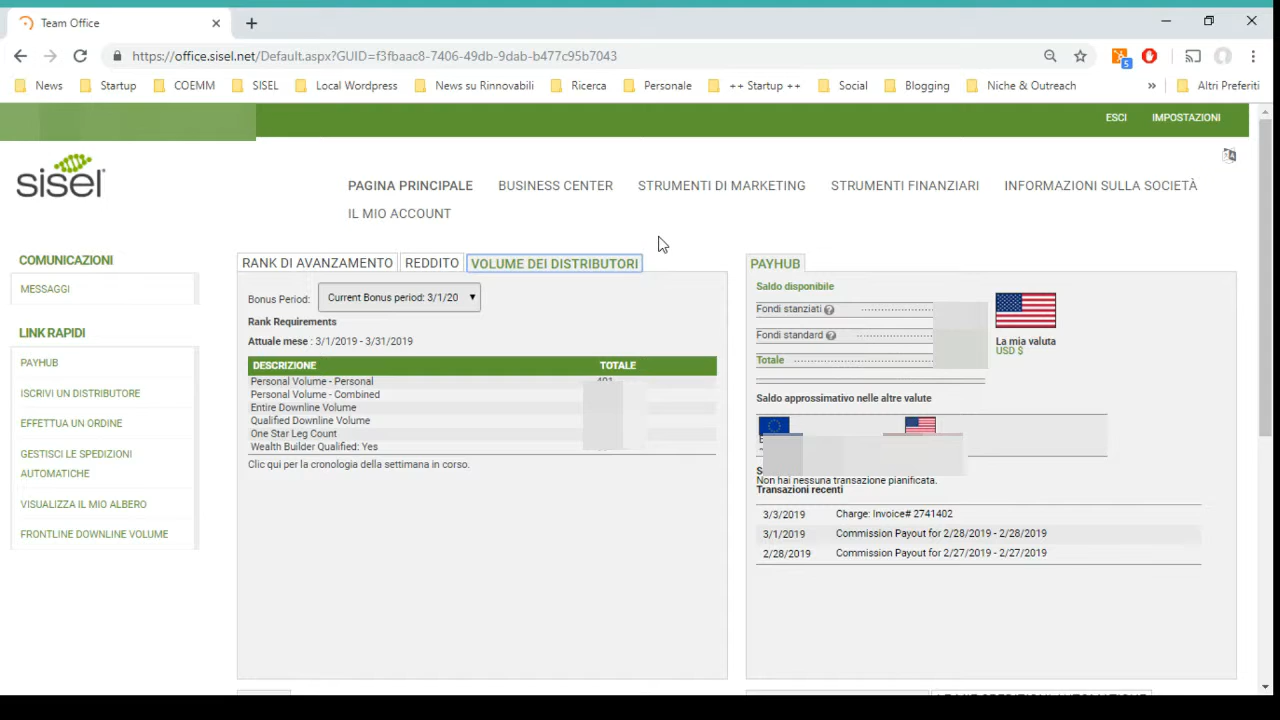 Team Office
https://office.sisel.net/Default.aspx?GUID=f3fbaac8-7406-49db-9dab-b477c95b7043
5
News
Startup
COEMM
SISEL
Local Wordpress
News su Rinnovabili
Ricerca
Personale
++ Startup ++
Social
Blogging
Niche & Outreach
»
Altri Preferiti
ESCI
IMPOSTAZIONI
sisel
PAGINA PRINCIPALE
BUSINESS CENTER
STRUMENTI DI MARKETING
STRUMENTI FINANZIARI
INFORMAZIONI SULLA SOCIETÀ
IL MIO ACCOUNT
COMUNICAZIONI
MESSAGGI
LINK RAPIDI
PAYHUB
ISCRIVI UN DISTRIBUTORE
EFFETTUA UN ORDINE
GESTISCI LE SPEDIZIONI
AUTOMATICHE
VISUALIZZA IL MIO ALBERO
FRONTLINE DOWNLINE VOLUME
RANK DI AVANZAMENTO
REDDITO
VOLUME DEI DISTRIBUTORI
Bonus Period:
Current Bonus period: 3/1/20
Rank Requirements
Attuale mese : 3/1/2019 - 3/31/2019
DESCRIZIONE TOTALE
Personal Volume - Personal
Personal Volume - Combined
Entire Downline Volume
Qualified Downline Volume
One Star Leg Count
Wealth Builder Qualified: Yes
Clic qui per la cronologia della settimana in corso.
PAYHUB
Saldo disponibile
Fondi stanziati
Fondi standard
Totale
La mia valuta
USD $
Saldo approssimativo nelle altre valute
Non hai nessuna transazione pianificata.
Transazioni recenti
3/3/2019 Charge: Invoice# 2741402
3/1/2019 Commission Payout for 2/28/2019 - 2/28/2019
2/28/2019 Commission Payout for 2/27/2019 - 2/27/2019